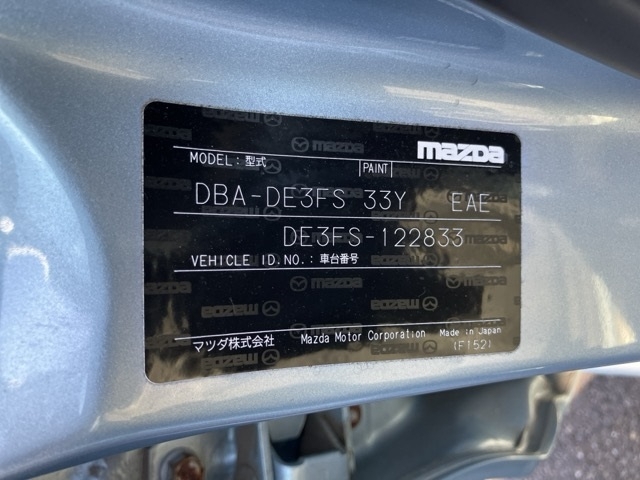 mazda
MODEL:型式 PAINT
DBA-DE3FS 33Y EAE
DE3FS-122833
VEHICLE ID.NO.:車台番号
マツダ株式会社 Mazda Motor Corporation Made in Japan
(F152)